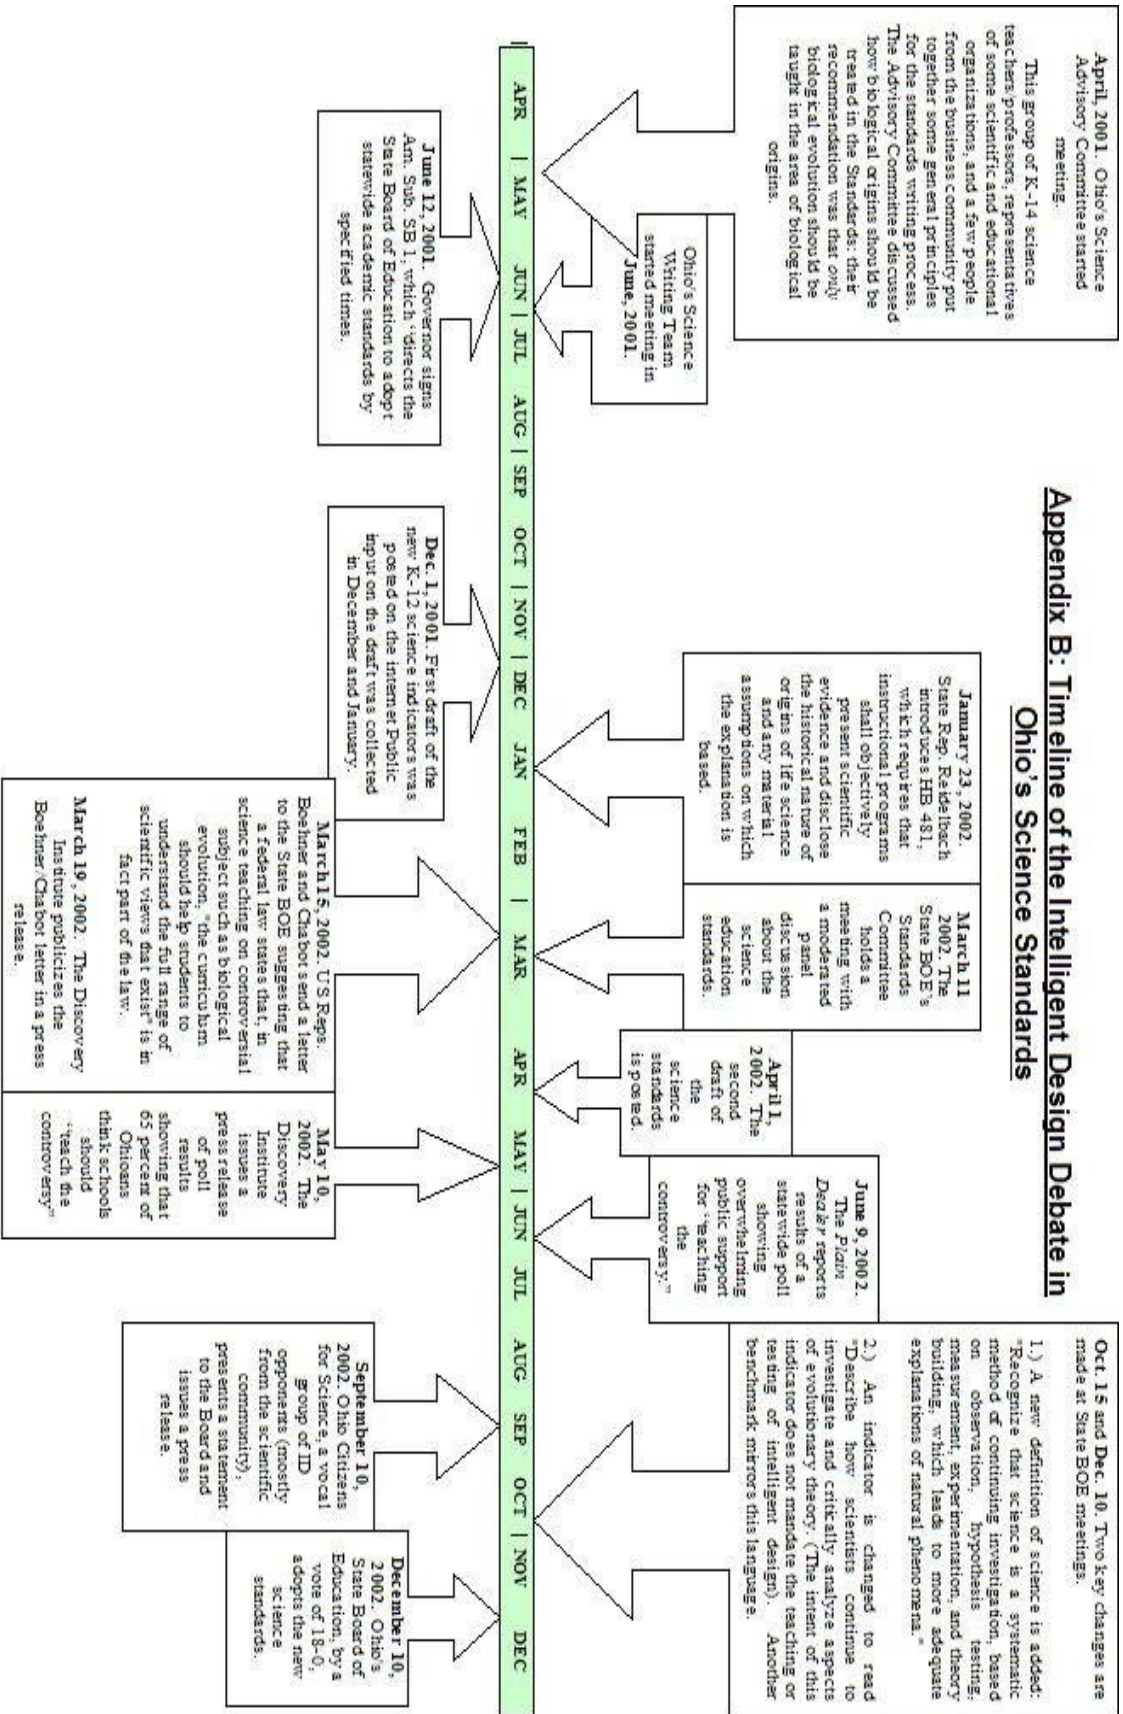 Appendix B: Timeline of the Intelligent Design Debate in
Ohio's Science Standards
April, 2001. Ohio's Science
Advisory Committee started
meeting.
This group of K-14 science
teachers/professors, representatives
of some scientific and educational
organizations, and a few people
from the business community put
together some general principles
for the standards writing process.
The Advisory Committee discussed
how biological origins should be
treated in the Standards: their
recommendation was that only
biological evolution should be
taught in the area of biological
origins.
Ohio's Science
Writing Team
started meeting in
June, 2001.
January 23, 2002.
State Rep. Reidelbach
introduces HB 481,
which requires that
instructional programs
shall objectively
present scientific
evidence and disclose
the historical nature of
origins of life science
and any material
assumptions on which
the explanation is
based.
March 11
2002. The
State BOE's
Standards
Committee
holds a
meeting with
a moderated
panel
discussion
about the
science
education
standards.
April 1,
2002. The
second
draft of
the
science
standards
is posted.
June 9, 2002.
The Plain
Dealer reports
results of a
statewide poll
showing
overwhelming
public support
for "teaching
the
controversy."
Oct. 15 and Dec. 10. Two key changes are
made at State BOE meetings.
1.) A new definition of science is added:
"Recognize that science is a systematic
method of continuing investigation, based
on observation, hypothesis testing,
measurement, experimentation, and theory
building, which leads to more adequate
explanations of natural phenomena."
2.) An indicator is changed to read
"Describe how scientists continue to
investigate and critically analyze aspects
of evolutionary theory. (The intent of this
indicator does not mandate the teaching or
testing of intelligent design). Another
benchmark mirrors this language.
| APR | MAY JUN | JUL AUG | SEP OCT | NOV | DEC JAN FEB | MAR APR MAY | JUN JUL AUG SEP OCT | NOV DEC
June 12, 2001. Governor signs
Am. Sub. SB 1, which "directs the
State Board of Education to adopt
statewide academic standards by
specified times.
Dec. 1, 2001. First draft of the
new K-12 science indicators was
posted on the internet Public
input on the draft was collected
in December and January.
March 15, 2002. US Reps.
Boehner and Chabot send a letter
to the State BOE suggesting that
a federal law states that, in
science teaching on controversial
subject such as biological
evolution, "the curriculum
should help students to
understand the full range of
scientific views that exist" is in
fact part of the law.
March 19, 2002. The Discovery
Institute publicizes the
Boehner/Chabot letter in a press
release.
May 10,
2002. The
Discovery
Institute
issues a
press release
of poll
results
showing that
65 percent of
Ohioans
think schools
should
"teach the
controversy"
September 10,
2002. Ohio Citizens
for Science, a vocal
group of ID
opponents (mostly
from the scientific
community),
presents a statement
to the Board and
issues a press
release.
December 10,
2002. Ohio's
State Board of
Education, by a
vote of 18-0,
adopts the new
science
standards.